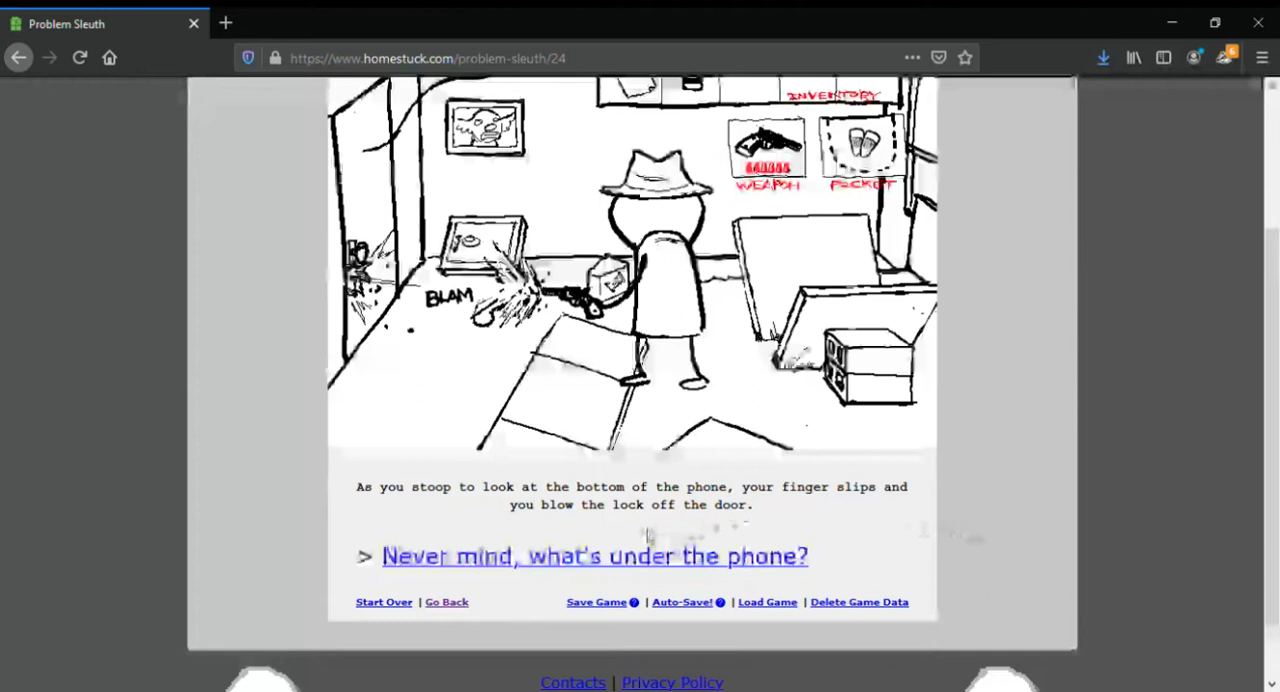 Problem Sleuth
https://www.homestuck.com/problem-sleuth/24
6
INVENTORY
WEAPON
POCKET
BLAM
As you stoop to look at the bottom of the phone, your finger slips and
you blow the lock off the door.
> Never mind, what's under the phone?
Start Over | Go Back Save Game ? | Auto-Save! ? | Load Game | Delete Game Data
Contacts | Privacy Policy